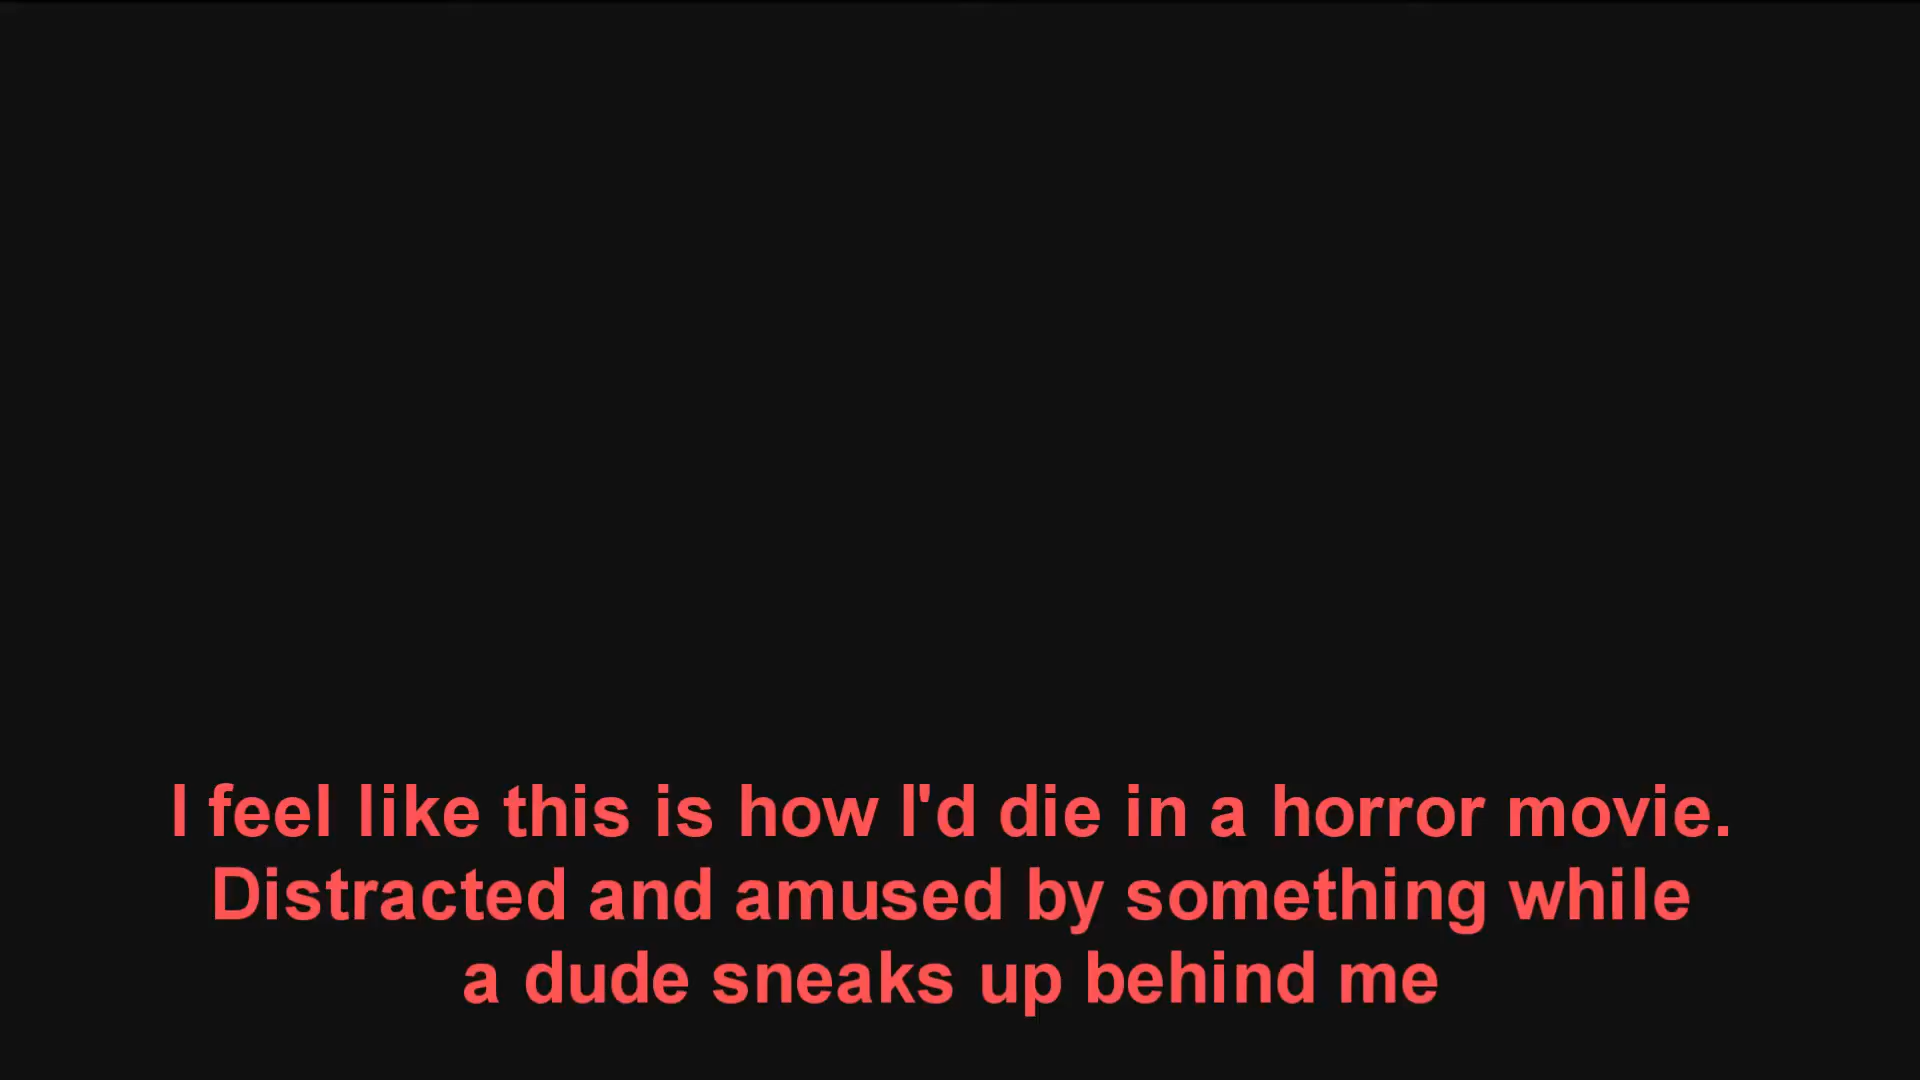 I feel like this is how I'd die in a horror movie.
Distracted and amused by something while
a dude sneaks up behind me